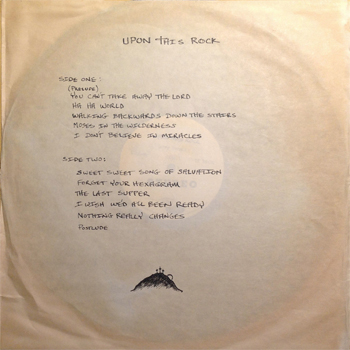 UPON THIS ROCK
SIDE ONE:
(PRELUDE)
YOU CAN'T TAKE AWAY THE LORD
HA HA WORLD
WALKING BACKWARDS DOWN THE STAIRS
MOSES IN THE WILDERNESS
I DON'T BELIEVE IN MIRACLES
SIDE TWO:
SWEET SWEET SONG OF SALVATION
FORGET YOUR HEXAGRAM
THE LAST SUPPER
I WISH WE'D ALL BEEN READY
NOTHING REALLY CHANGES
POSTLUDE